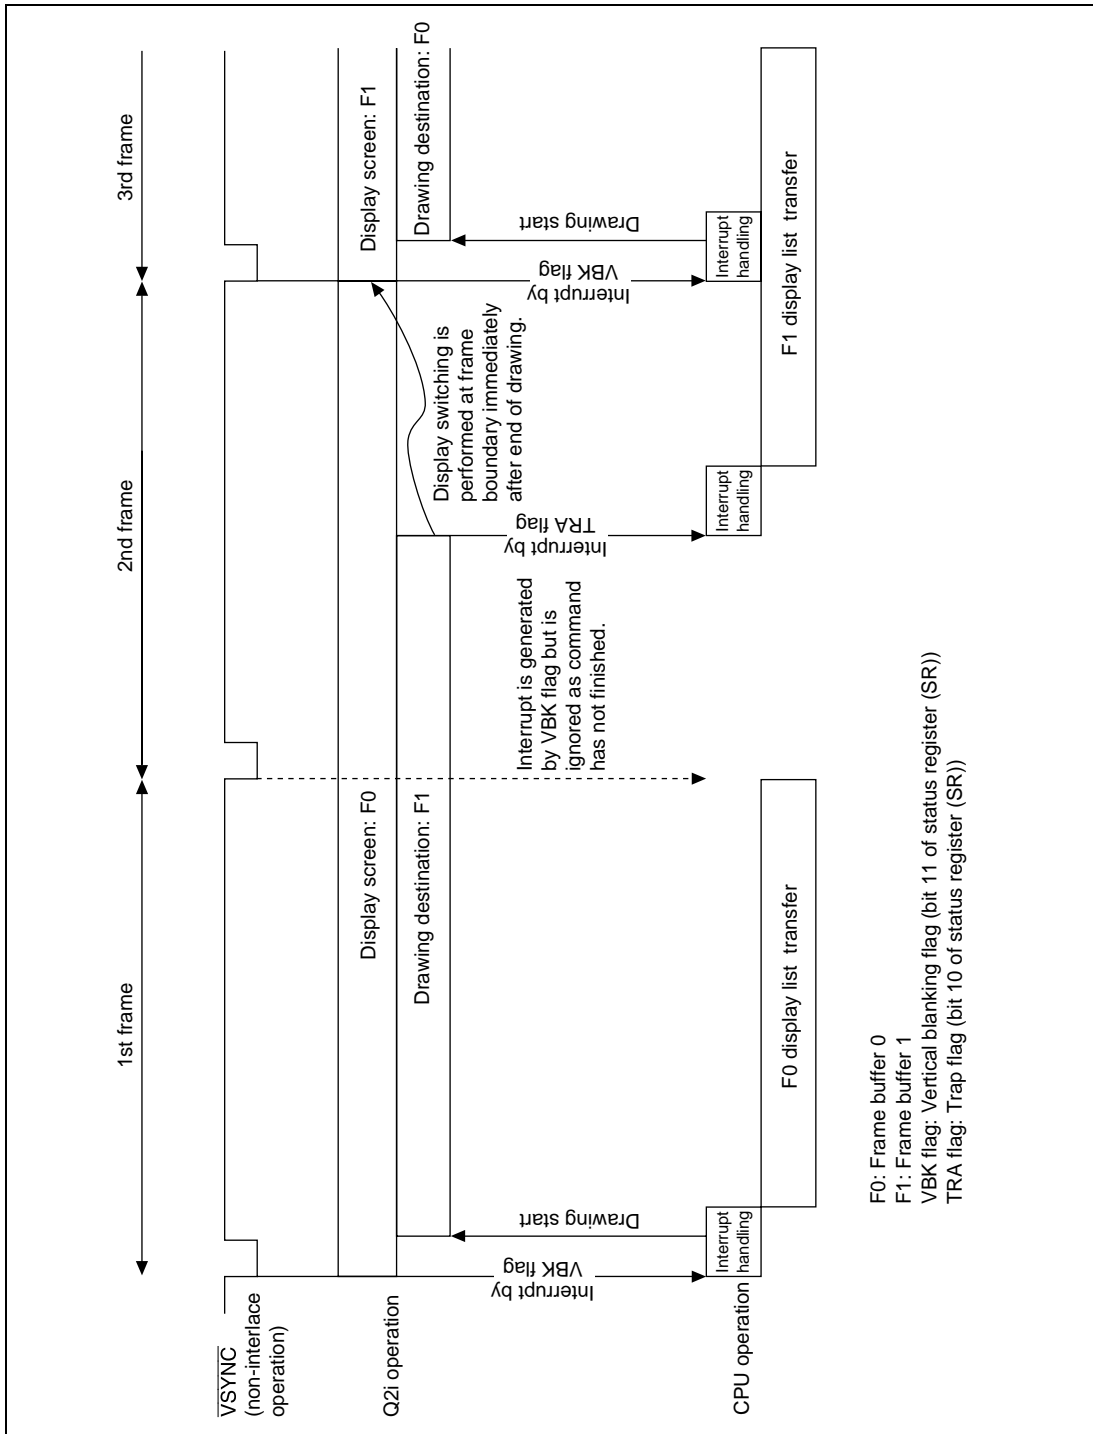 1st frame
2nd frame
3rd frame
VSYNC
(non-interlace
operation)
Q2i operation
Display screen: F0
Display screen: F1
Drawing destination: F1
Drawing destination: F0
Display switching is
performed at frame
boundary immediately
after end of drawing.
Interrupt by
VBK flag
Drawing start
Interrupt is generated
by VBK flag but is
ignored as command
has not finished.
Interrupt by
TRA flag
Interrupt by
VBK flag
Drawing start
CPU operation
Interrupt
handling
Interrupt
handling
Interrupt
handling
F0 display list transfer
F1 display list transfer
F0: Frame buffer 0
F1: Frame buffer 1
VBK flag: Vertical blanking flag (bit 11 of status register (SR))
TRA flag: Trap flag (bit 10 of status register (SR))